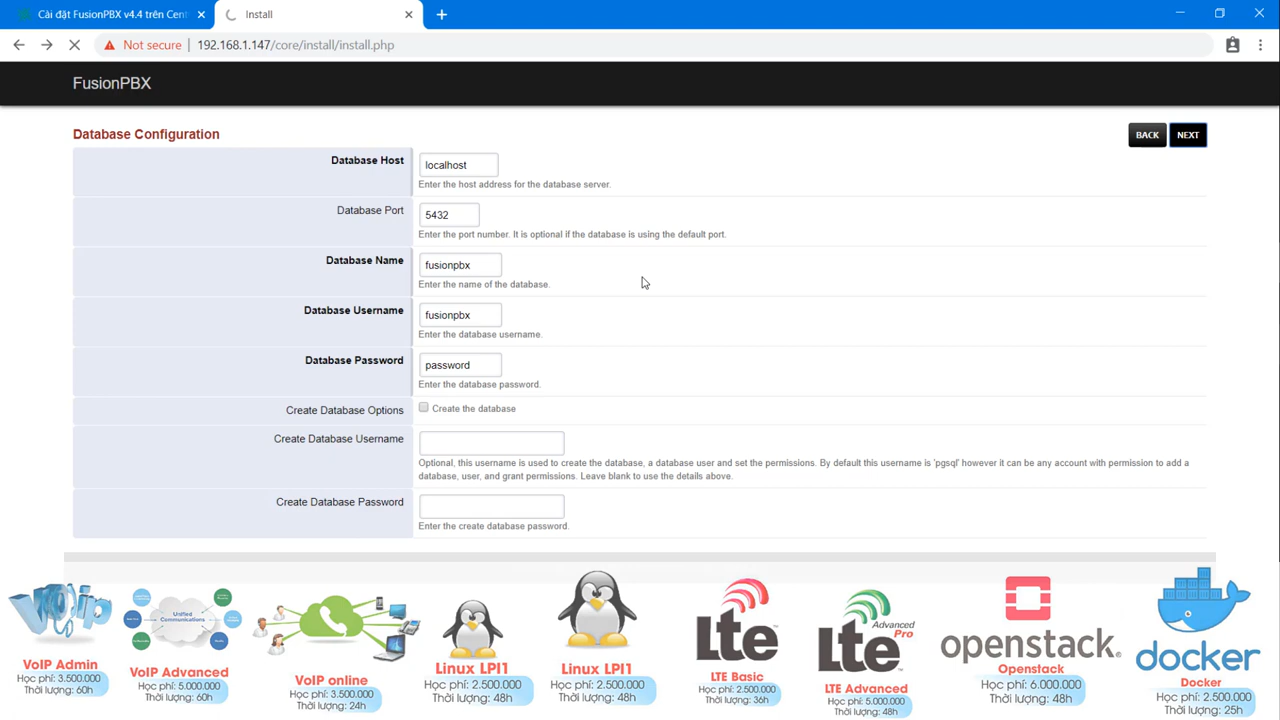 Cài đặt FusionPBX v4.4 trên Cent
Install
Not secure
192.168.1.147/core/install/install.php
FusionPBX
Database Configuration
BACK
NEXT
Database Host
localhost
Enter the host address for the database server.
Database Port
5432
Enter the port number. It is optional if the database is using the default port.
Database Name
fusionpbx
Enter the name of the database.
Database Username
fusionpbx
Enter the database username.
Database Password
password
Enter the database password.
Create Database Options
Create the database
Create Database Username
Optional, this username is used to create the database, a database user and set the permissions. By default this username is 'pgsql' however it can be any account with permission to add a
database, user, and grant permissions. Leave blank to use the details above.
Create Database Password
Enter the create database password.
VoIP
VoIP Admin
Học phí: 3.500.000
Thời lượng: 60h
Unified
Communications
VoIP Advanced
Học phí: 5.000.000
Thời lượng: 60h
VoIP online
Học phí: 3.500.000
Thời lượng: 24h
Linux LPI1
Học phí: 2.500.000
Thời lượng: 48h
Linux LPI1
Học phí: 2.500.000
Thời lượng: 48h
lte
LTE Basic
Học phí: 2.500.000
Thời lượng: 36h
Advanced
Pro
lte
LTE Advanced
Học phí: 5.000.000
Thời lượng: 48h
openstack.
Openstack
Học phí: 6.000.000
Thời lượng: 48h
docker
Docker
Học phí: 2.500.000
Thời lượng: 25h